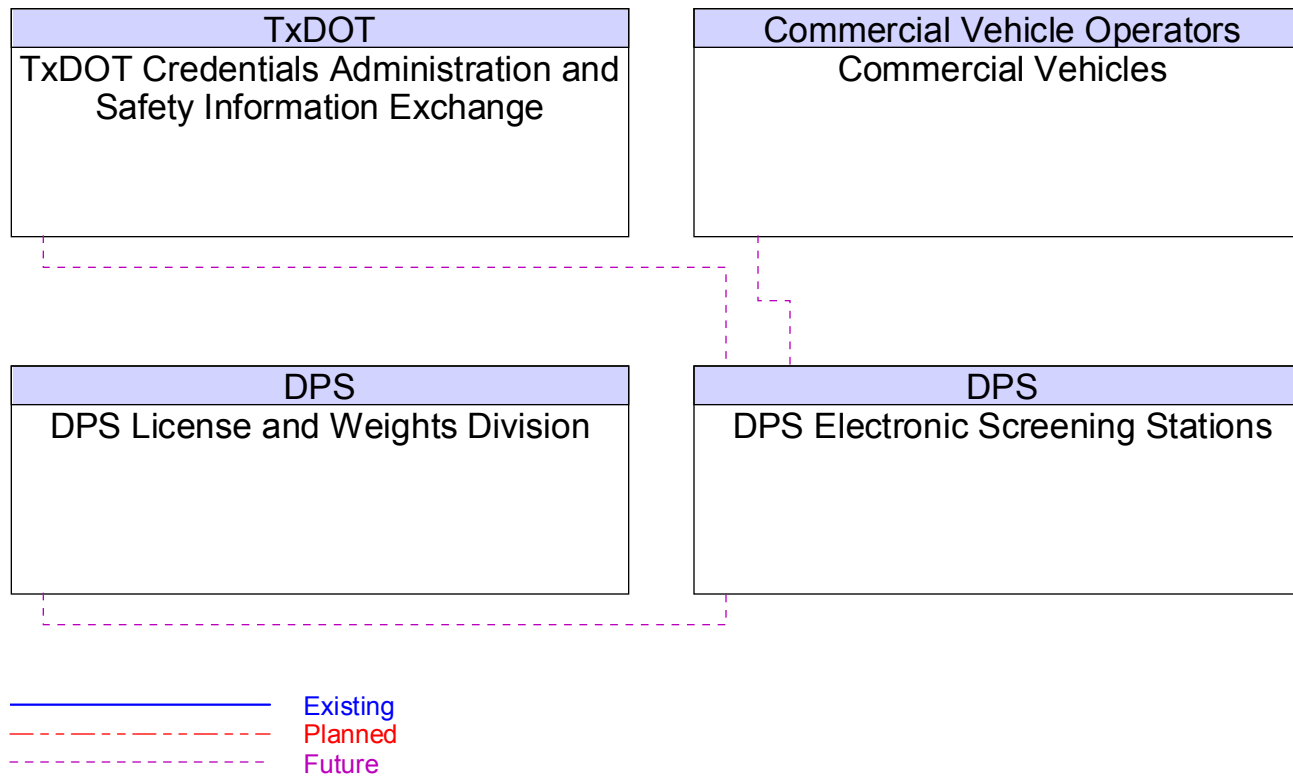 TxDOT
TxDOT Credentials Administration and
Safety Information Exchange
Commercial Vehicle Operators
Commercial Vehicles
DPS
DPS License and Weights Division
DPS
DPS Electronic Screening Stations
Existing
Planned
Future